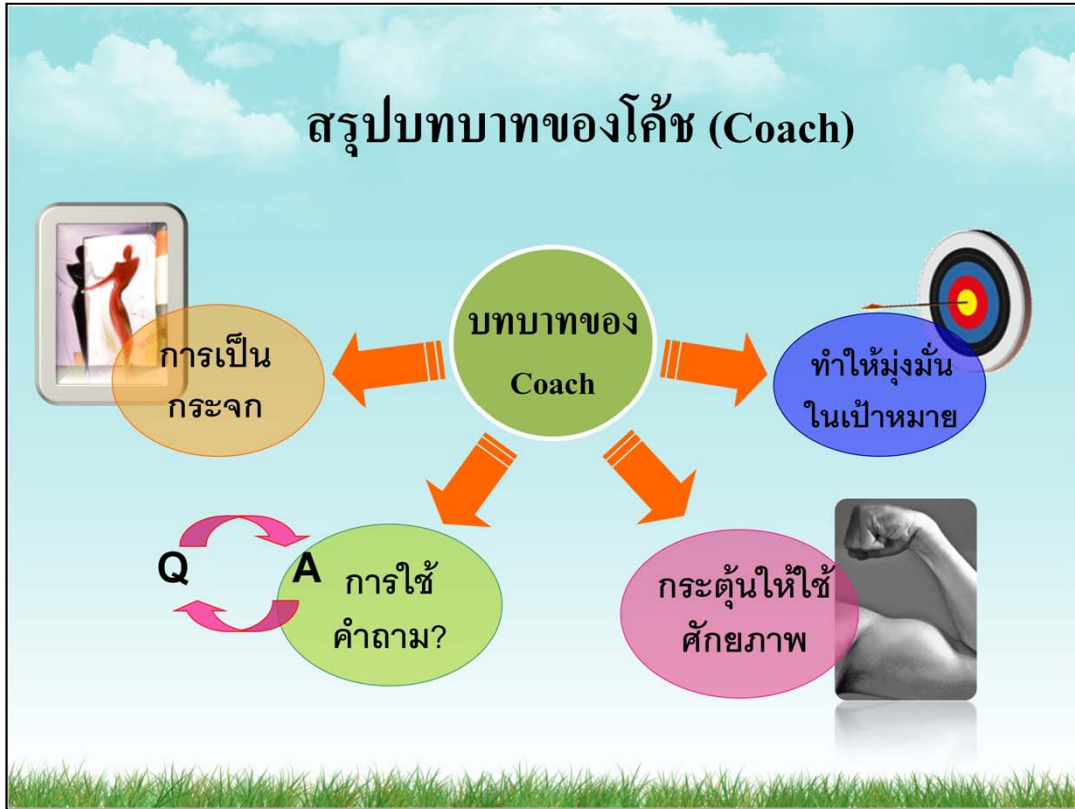 สรุปบทบาทของโค้ช (Coach)
บทบาทของ
Coach
การเป็น
กระจก
ทำให้มุ่งมั่น
ในเป้าหมาย
Q A
การใช้
คำถาม?
กระตุ้นให้ใช้
ศักยภาพ